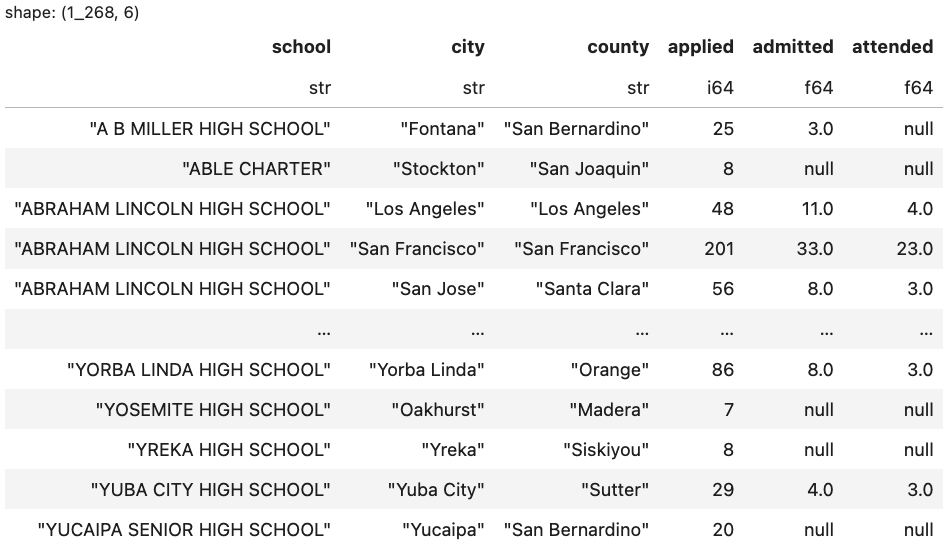 shape: (1_268, 6)
school city county applied admitted attended
str str str i64 f64 f64
"A B MILLER HIGH SCHOOL" "Fontana" "San Bernardino" 25 3.0 null
"ABLE CHARTER" "Stockton" "San Joaquin" 8 null null
"ABRAHAM LINCOLN HIGH SCHOOL" "Los Angeles" "Los Angeles" 48 11.0 4.0
"ABRAHAM LINCOLN HIGH SCHOOL" "San Francisco" "San Francisco" 201 33.0 23.0
"ABRAHAM LINCOLN HIGH SCHOOL" "San Jose" "Santa Clara" 56 8.0 3.0
… … … … … …
"YORBA LINDA HIGH SCHOOL" "Yorba Linda" "Orange" 86 8.0 3.0
"YOSEMITE HIGH SCHOOL" "Oakhurst" "Madera" 7 null null
"YREKA HIGH SCHOOL" "Yreka" "Siskiyou" 8 null null
"YUBA CITY HIGH SCHOOL" "Yuba City" "Sutter" 29 4.0 3.0
"YUCAIPA SENIOR HIGH SCHOOL" "Yucaipa" "San Bernardino" 20 null null